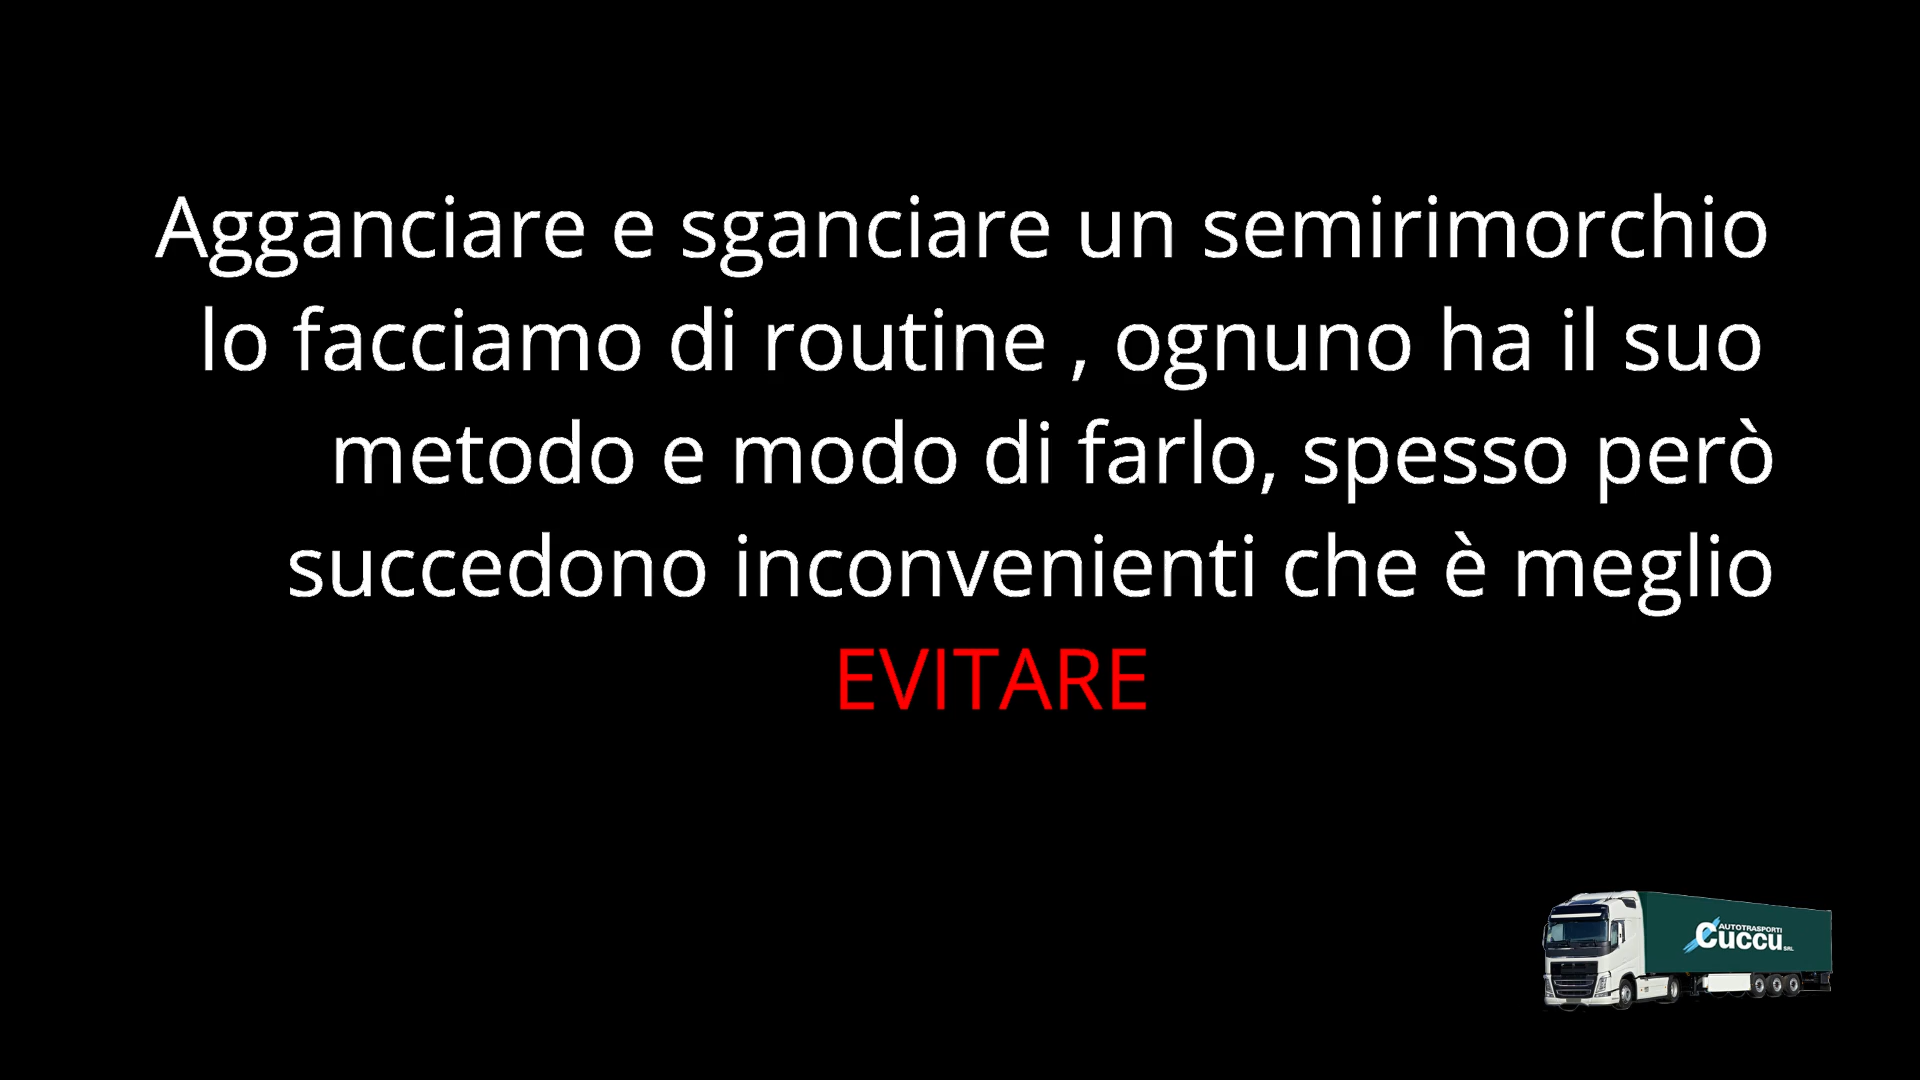 Agganciare e sganciare un semirimorchio
lo facciamo di routine , ognuno ha il suo
metodo e modo di farlo, spesso però
succedono inconvenienti che è meglio
EVITARE
AUTOTRASPORTI
Cuccu SRL